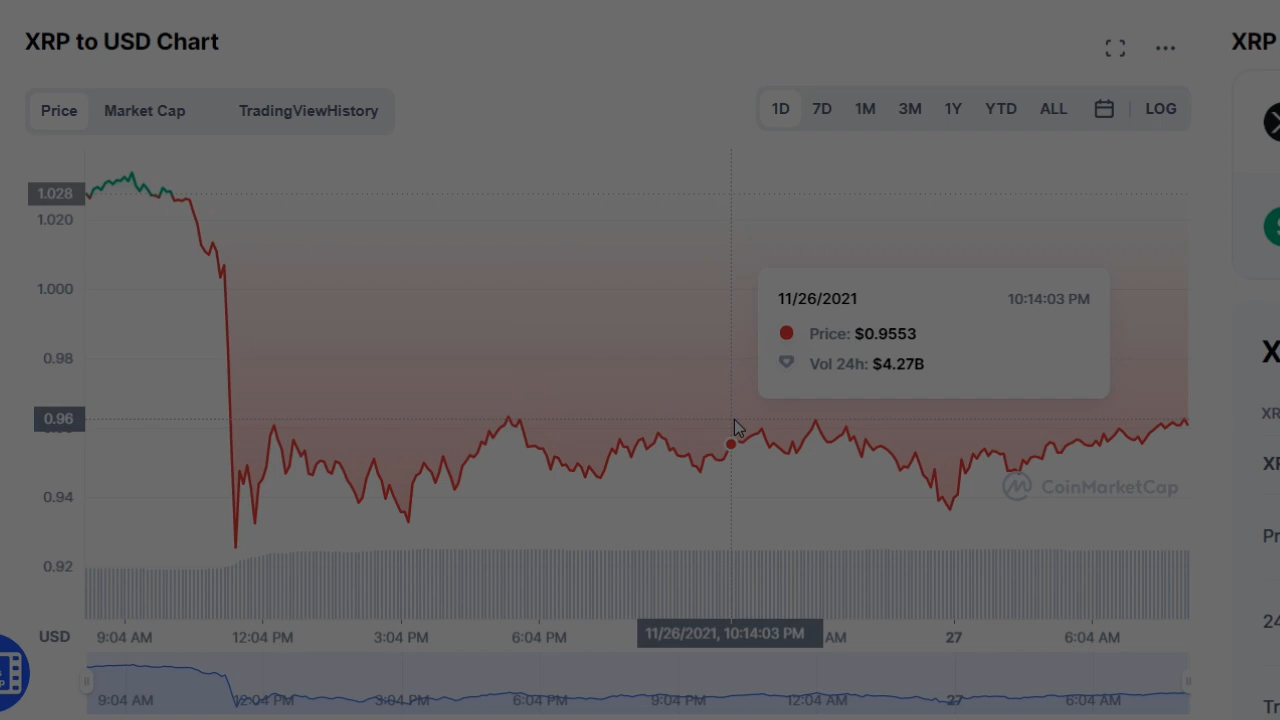 XRP to USD Chart
XRP
Price Market Cap TradingViewHistory
1D 7D 1M 3M 1Y YTD ALL LOG
1.028
1.020
1.000
0.98
0.96
0.94
0.92
11/26/2021 10:14:03 PM
Price: $0.9553
Vol 24h: $4.27B
CoinMarketCap
USD 9:04 AM 12:04 PM 3:04 PM 6:04 PM 11/26/2021, 10:14:03 PM AM 27 6:04 AM
9:04 AM 12:04 PM 3:04 PM 6:04 PM 9:04 PM 12:04 AM 27 6:04 AM